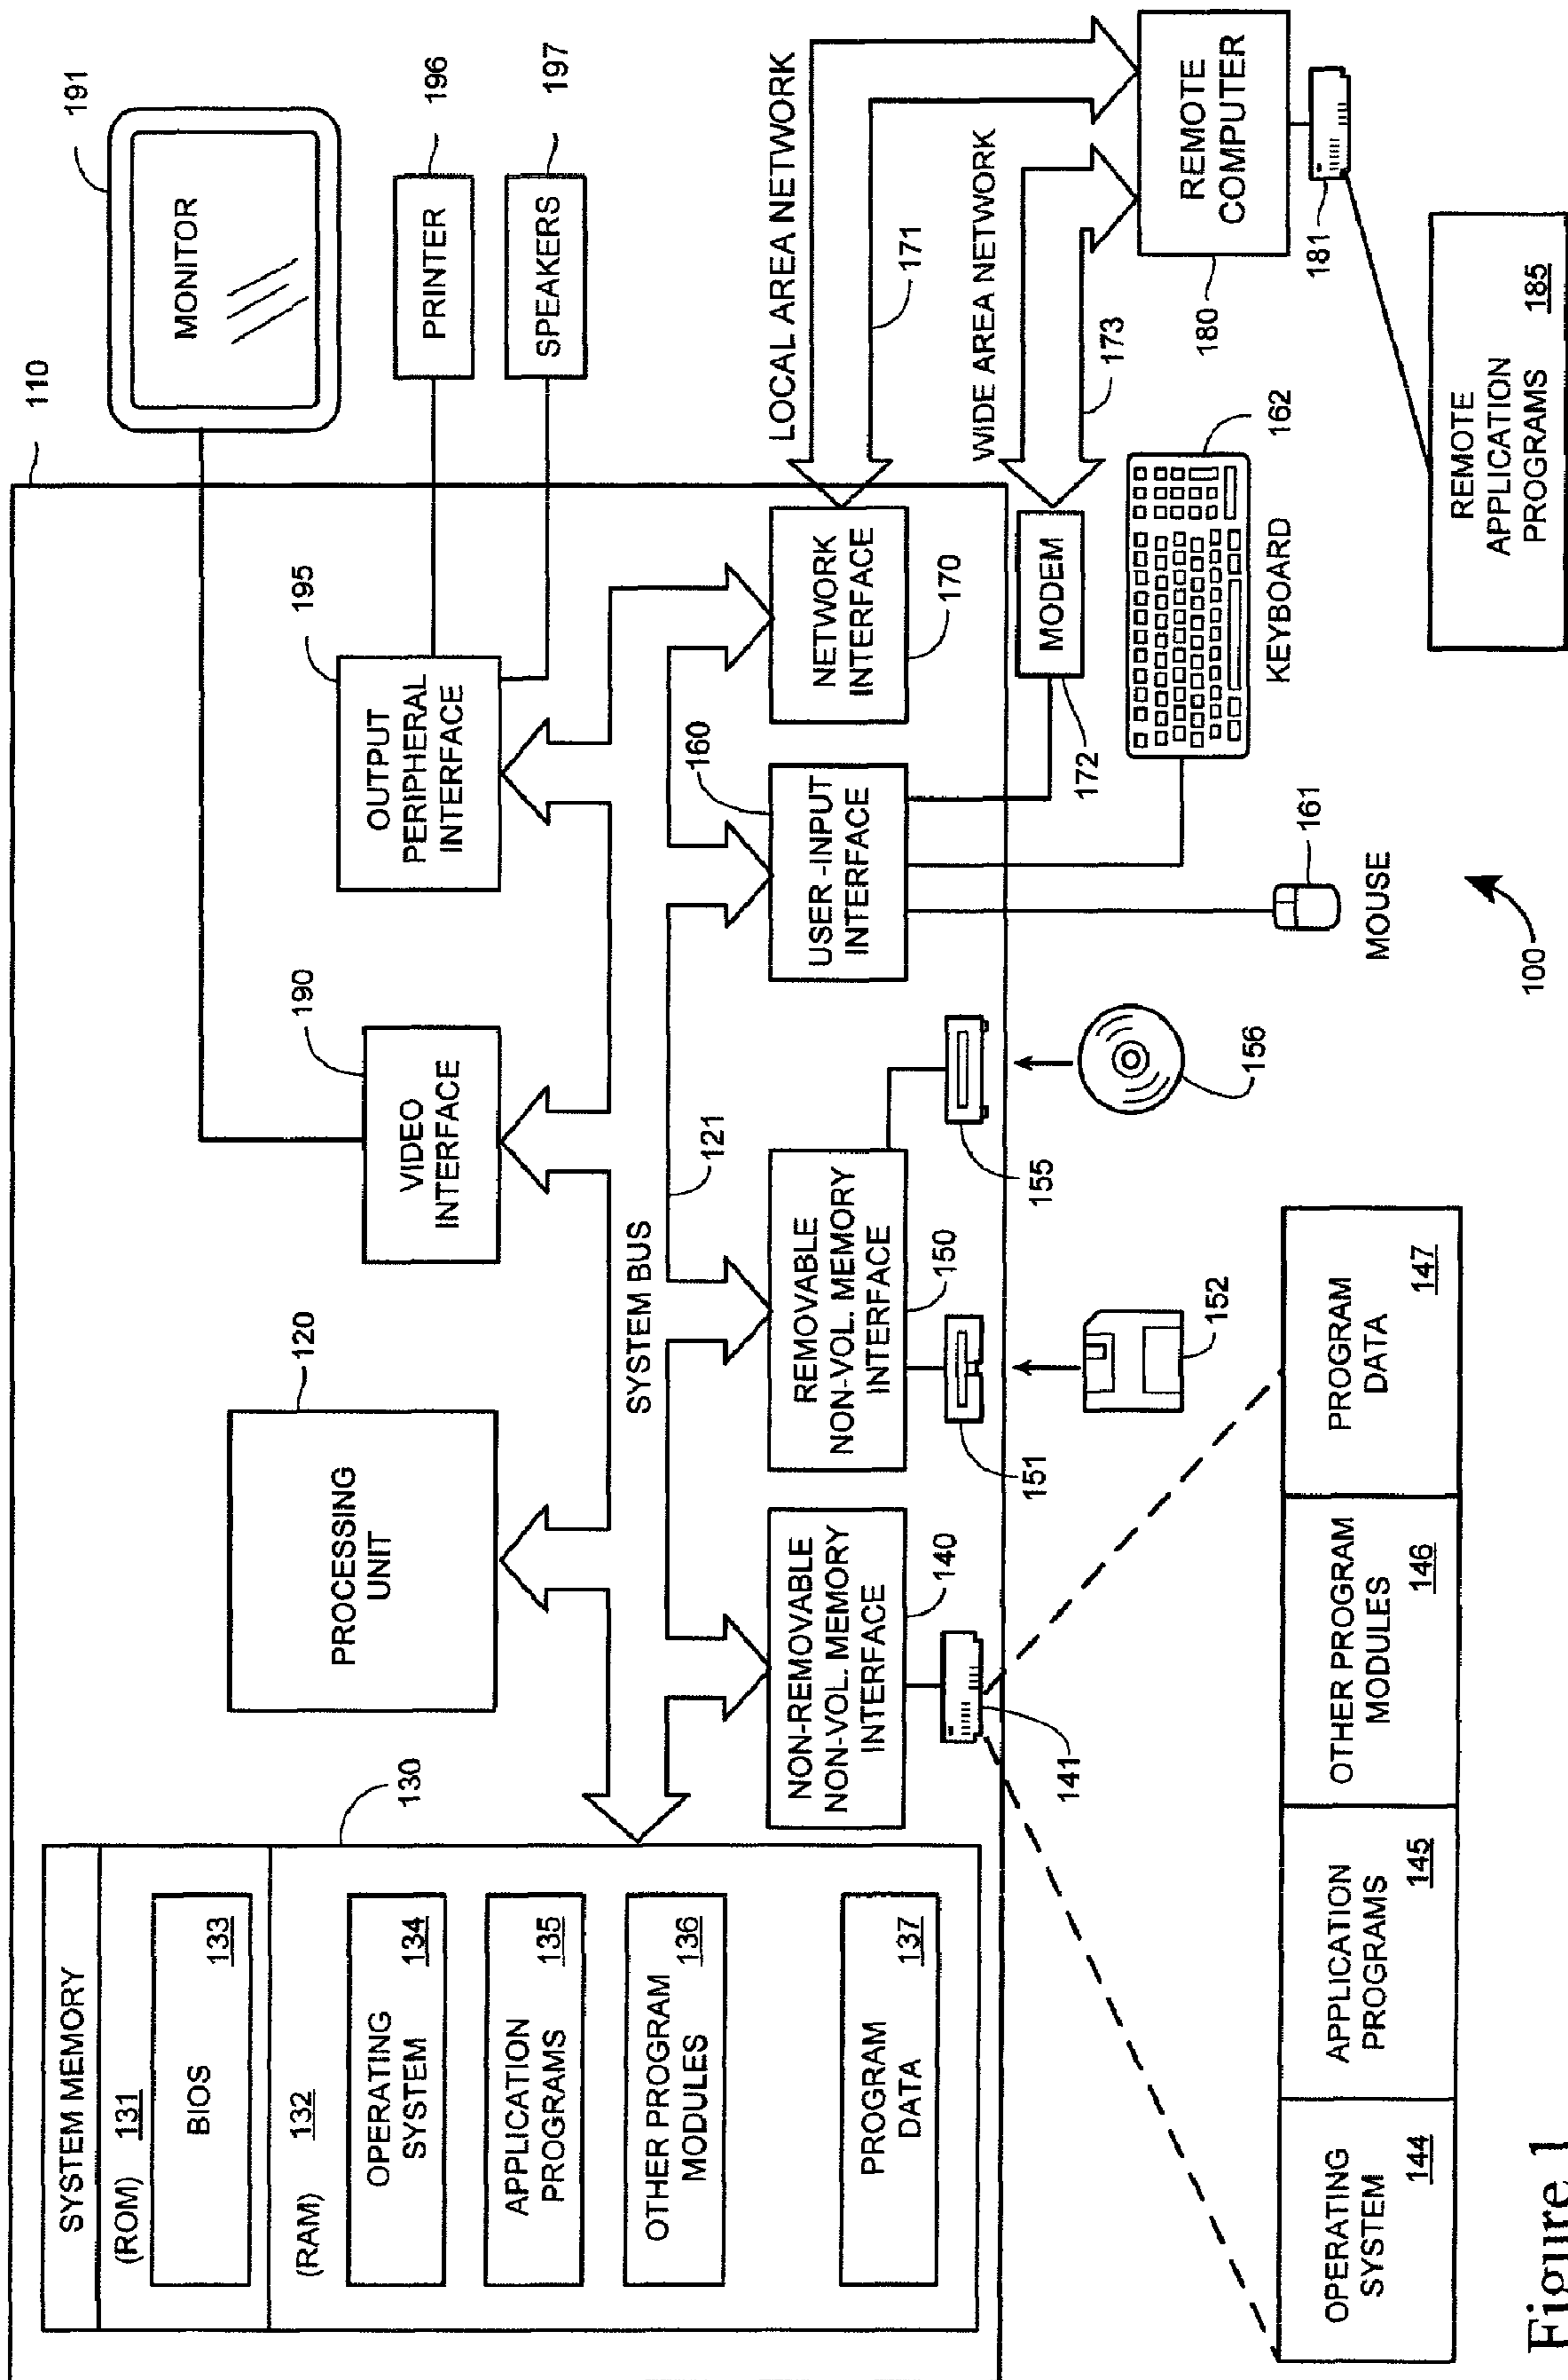 110
191
MONITOR
SYSTEM MEMORY
(ROM) 131
BIOS
133
(RAM) 132
OPERATING
SYSTEM
134
APPLICATION
PROGRAMS
135
OTHER PROGRAM
MODULES
136
PROGRAM
DATA
137
130
PROCESSING
UNIT
120
190
VIDEO
INTERFACE
195
OUTPUT
PERIPHERAL
INTERFACE
PRINTER
196
SPEAKERS
197
SYSTEM BUS
121
NON-REMOVABLE
NON-VOL. MEMORY
INTERFACE
140
REMOVABLE
NON-VOL. MEMORY
INTERFACE
150
160
USER-INPUT
INTERFACE
NETWORK
INTERFACE
170
LOCAL AREA NETWORK
171
WIDE AREA NETWORK
173
141
151
155
172
MODEM
152
156
MOUSE
161
KEYBOARD
162
180
REMOTE
COMPUTER
181
OPERATING
SYSTEM
144
APPLICATION
PROGRAMS
145
OTHER PROGRAM
MODULES
146
PROGRAM
DATA
147
REMOTE
APPLICATION
PROGRAMS
185
100
Figure 1